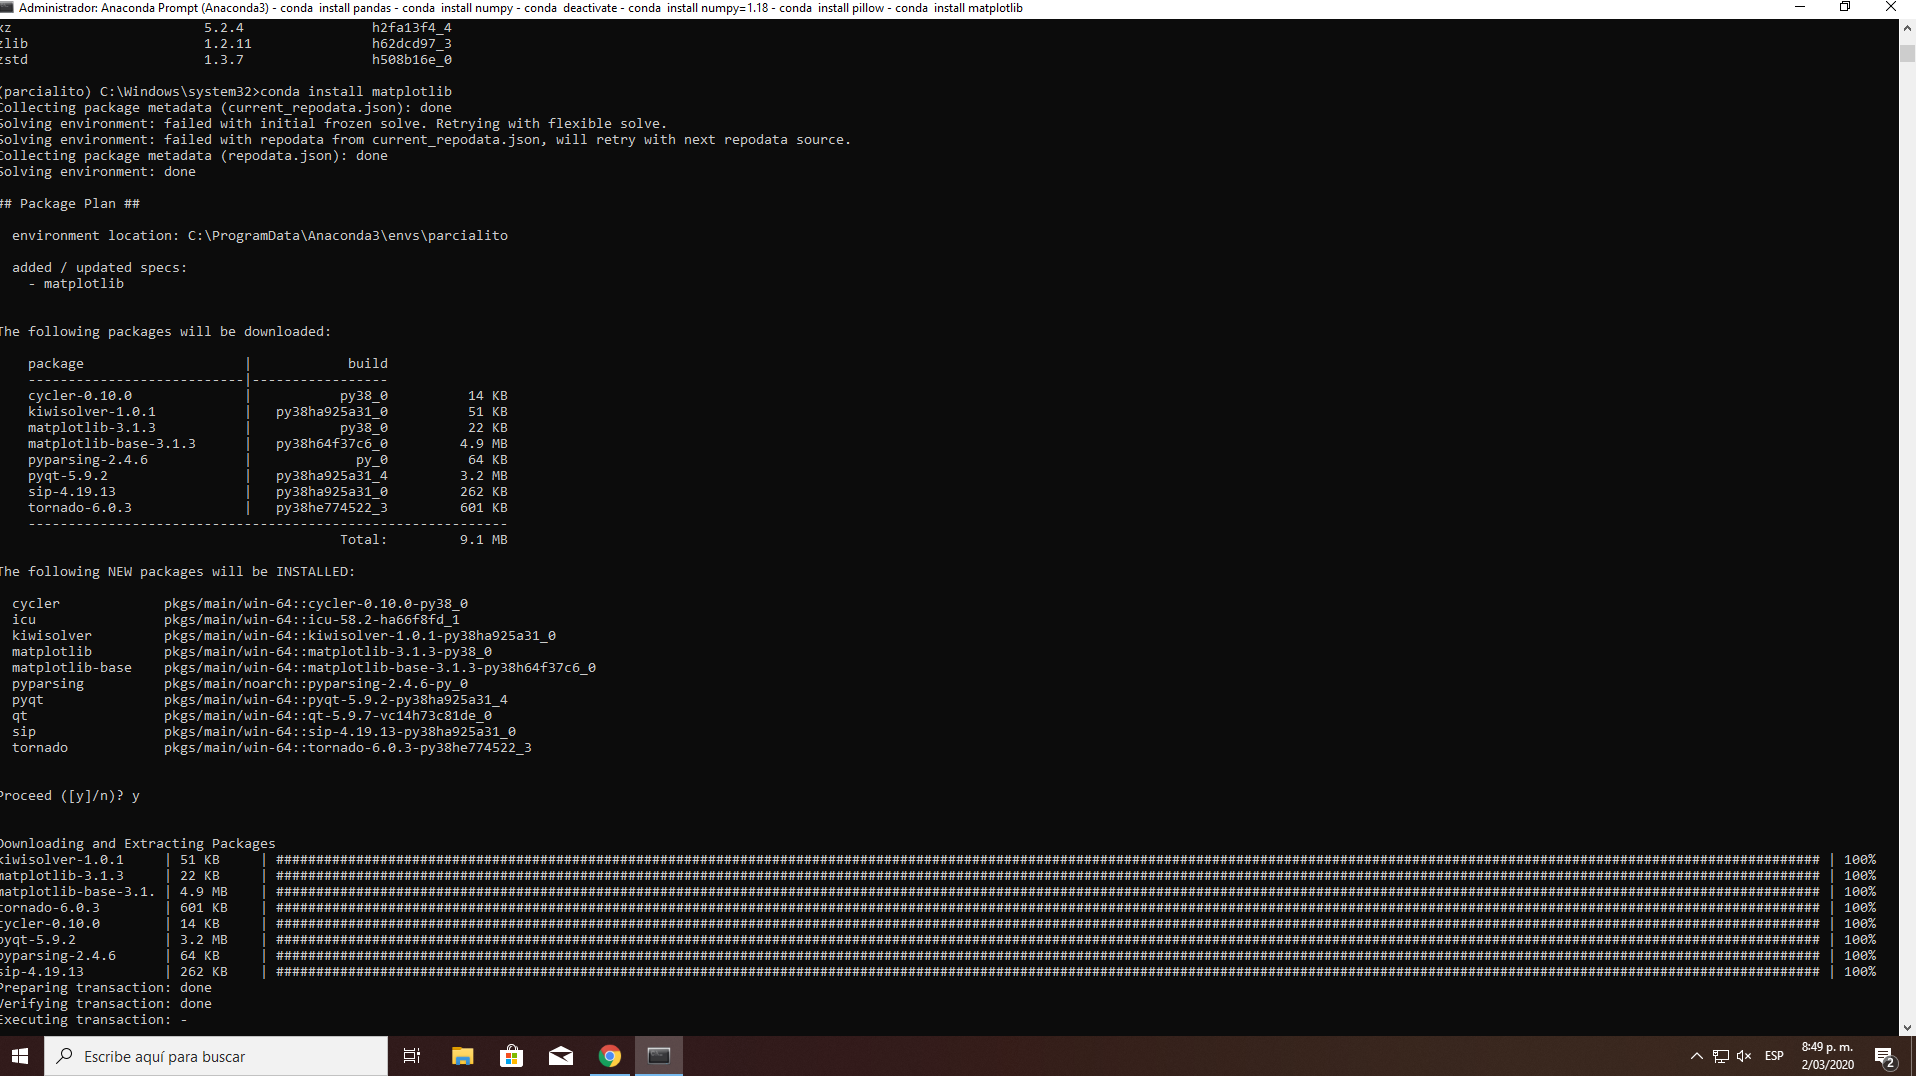 Administrador: Anaconda Prompt (Anaconda3) - conda install pandas - conda install numpy - conda deactivate - conda install numpy=1.18 - conda install pillow - conda install matplotlib
xz 5.2.4 h2fa13f4_4
zlib 1.2.11 h62dcd97_3
zstd 1.3.7 h508b16e_0
(parcialito) C:\Windows\system32>conda install matplotlib
Collecting package metadata (current_repodata.json): done
Solving environment: failed with initial frozen solve. Retrying with flexible solve.
Solving environment: failed with repodata from current_repodata.json, will retry with next repodata source.
Collecting package metadata (repodata.json): done
Solving environment: done
## Package Plan ##
environment location: C:\ProgramData\Anaconda3\envs\parcialito
added / updated specs:
- matplotlib
The following packages will be downloaded:
package | build
---------------------------|-----------------
cycler-0.10.0 | py38_0 14 KB
kiwisolver-1.0.1 | py38ha925a31_0 51 KB
matplotlib-3.1.3 | py38_0 22 KB
matplotlib-base-3.1.3 | py38h64f37c6_0 4.9 MB
pyparsing-2.4.6 | py_0 64 KB
pyqt-5.9.2 | py38ha925a31_4 3.2 MB
sip-4.19.13 | py38ha925a31_0 262 KB
tornado-6.0.3 | py38he774522_3 601 KB
------------------------------------------------------------
Total: 9.1 MB
The following NEW packages will be INSTALLED:
cycler pkgs/main/win-64::cycler-0.10.0-py38_0
icu pkgs/main/win-64::icu-58.2-ha66f8fd_1
kiwisolver pkgs/main/win-64::kiwisolver-1.0.1-py38ha925a31_0
matplotlib pkgs/main/win-64::matplotlib-3.1.3-py38_0
matplotlib-base pkgs/main/win-64::matplotlib-base-3.1.3-py38h64f37c6_0
pyparsing pkgs/main/noarch::pyparsing-2.4.6-py_0
pyqt pkgs/main/win-64::pyqt-5.9.2-py38ha925a31_4
qt pkgs/main/win-64::qt-5.9.7-vc14h73c81de_0
sip pkgs/main/win-64::sip-4.19.13-py38ha925a31_0
tornado pkgs/main/win-64::tornado-6.0.3-py38he774522_3
Proceed ([y]/n)? y
Downloading and Extracting Packages
kiwisolver-1.0.1 | 51 KB | ################ | 100%
matplotlib-3.1.3 | 22 KB | ################ | 100%
matplotlib-base-3.1. | 4.9 MB | ################ | 100%
tornado-6.0.3 | 601 KB | ################ | 100%
cycler-0.10.0 | 14 KB | ################ | 100%
pyqt-5.9.2 | 3.2 MB | ################ | 100%
pyparsing-2.4.6 | 64 KB | ################ | 100%
sip-4.19.13 | 262 KB | ################ | 100%
Preparing transaction: done
Verifying transaction: done
Executing transaction: -
Escribe aquí para buscar
ESP
8:49 p. m.
2/03/2020
2